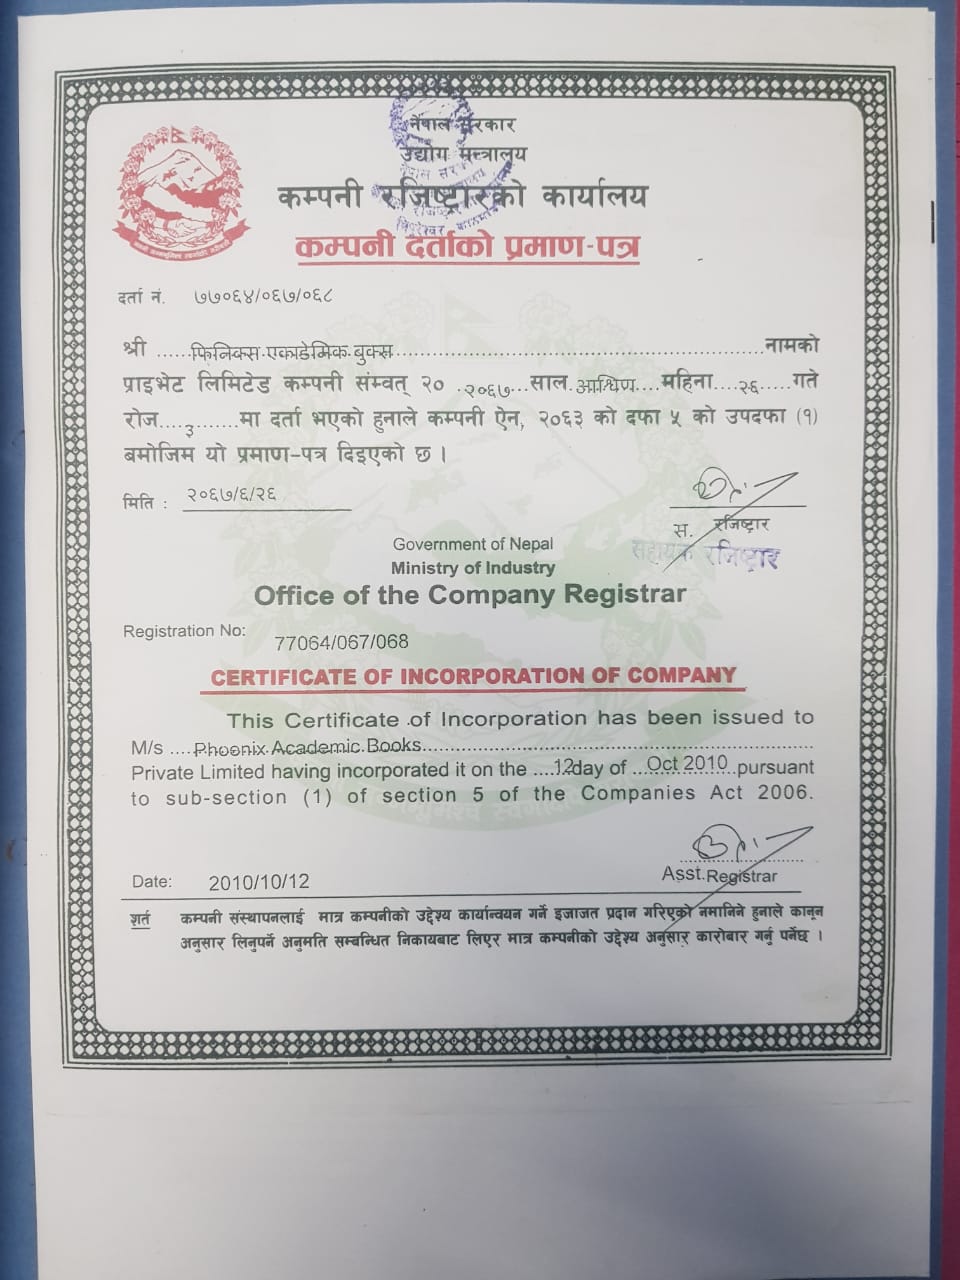 नेपाल सरकार
उद्योग मन्त्रालय
कम्पनी रजिष्ट्रारको कार्यालय
कम्पनी दर्ताको प्रमाण-पत्र
दर्ता नं. ७७०६४/०६७/०६८
श्री ......फिनिक्स एकाडेमिक बुक्स......नामको
प्राइभेट लिमिटेड कम्पनी संम्वत् २० .२०६७...साल.आश्विण....महिना....२६.....गते
रोज....3.......मा दर्ता भएको हुनाले कम्पनी ऐन, २०६३ को दफा ५ को उपदफा (१)
बमोजिम यो प्रमाण-पत्र दिइएको छ ।
मिति : २०६७/६/२६
स. रजिष्ट्रार
सहायक रजिष्ट्रार
Government of Nepal
Ministry of Industry
Office of the Company Registrar
Registration No: 77064/067/068
CERTIFICATE OF INCORPORATION OF COMPANY
This Certificate of Incorporation has been issued to
M/s ....Phoenix Academic Books......
Private Limited having incorporated it on the ....12day of ...Oct 2010..pursuant
to sub-section (1) of section 5 of the Companies Act 2006.
Asst.Registrar
Date: 2010/10/12
शर्त कम्पनी संस्थापनलाई मात्र कम्पनीको उद्देश्य कार्यान्वयन गर्ने इजाजत प्रदान गरिएको नमानिने हुनाले कानून
अनुसार लिनुपर्ने अनुमति सम्बन्धित निकायबाट लिएर मात्र कम्पनीको उद्देश्य अनुसार कारोबार गर्नु पर्नेछ ।